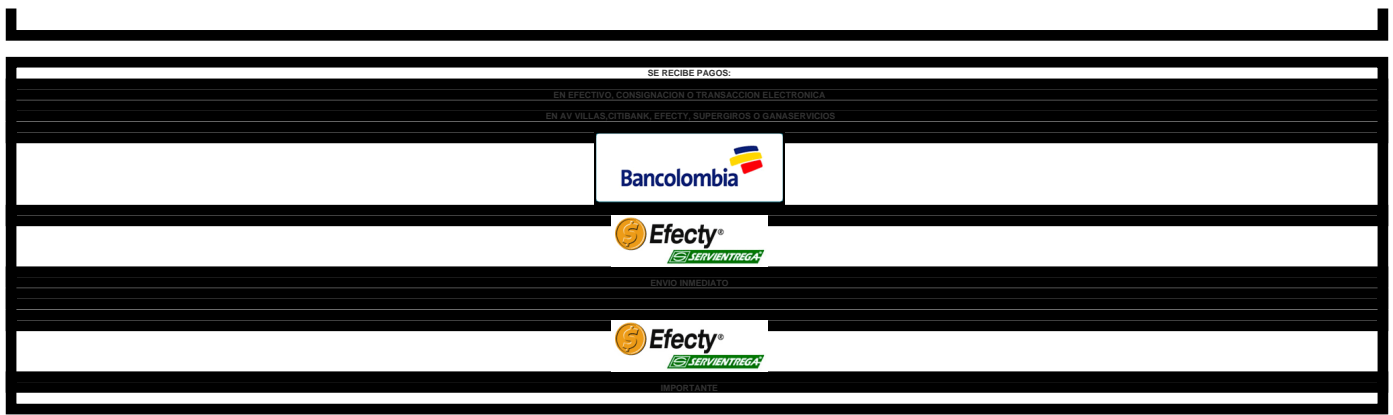 SE RECIBE PAGOS:
EN EFECTIVO, CONSIGNACION O TRANSACCION ELECTRONICA
EN AV VILLAS,CITIBANK, EFECTY, SUPERGIROS O GANASERVICIOS
Bancolombia
$ Efecty®
S SERVIENTREGA
ENVIO INMEDIATO
$ Efecty®
S SERVIENTREGA
IMPORTANTE